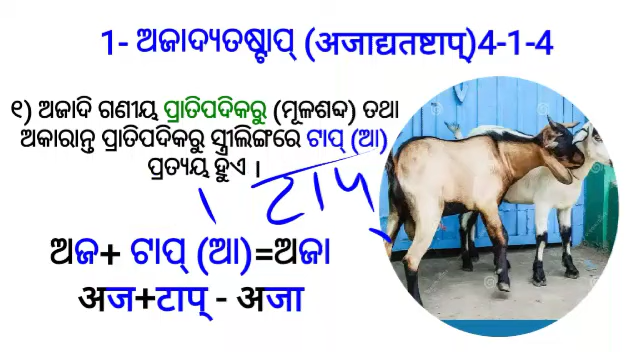 1- ଅଜାଦ୍ୟତଷ୍ଟାପ୍ (अजाद्यतष्टाप्)4-1-4
୧) ଅଜାଦି ଗଣୀୟ ପ୍ରାତିପଦିକରୁ (ମୂଳଶବ୍ଦ) ତଥା
ଅକାରାନ୍ତ ପ୍ରାତିପଦିକରୁ ସ୍ତ୍ରୀଲିଙ୍ଗରେ ଟାପ୍ (ଆ)
ପ୍ରତ୍ୟୟ ହୁଏ ।
टाप
ଅଜ+ ଟାପ୍ (ଆ)=ଅଜା
अज+टाप् - अजा